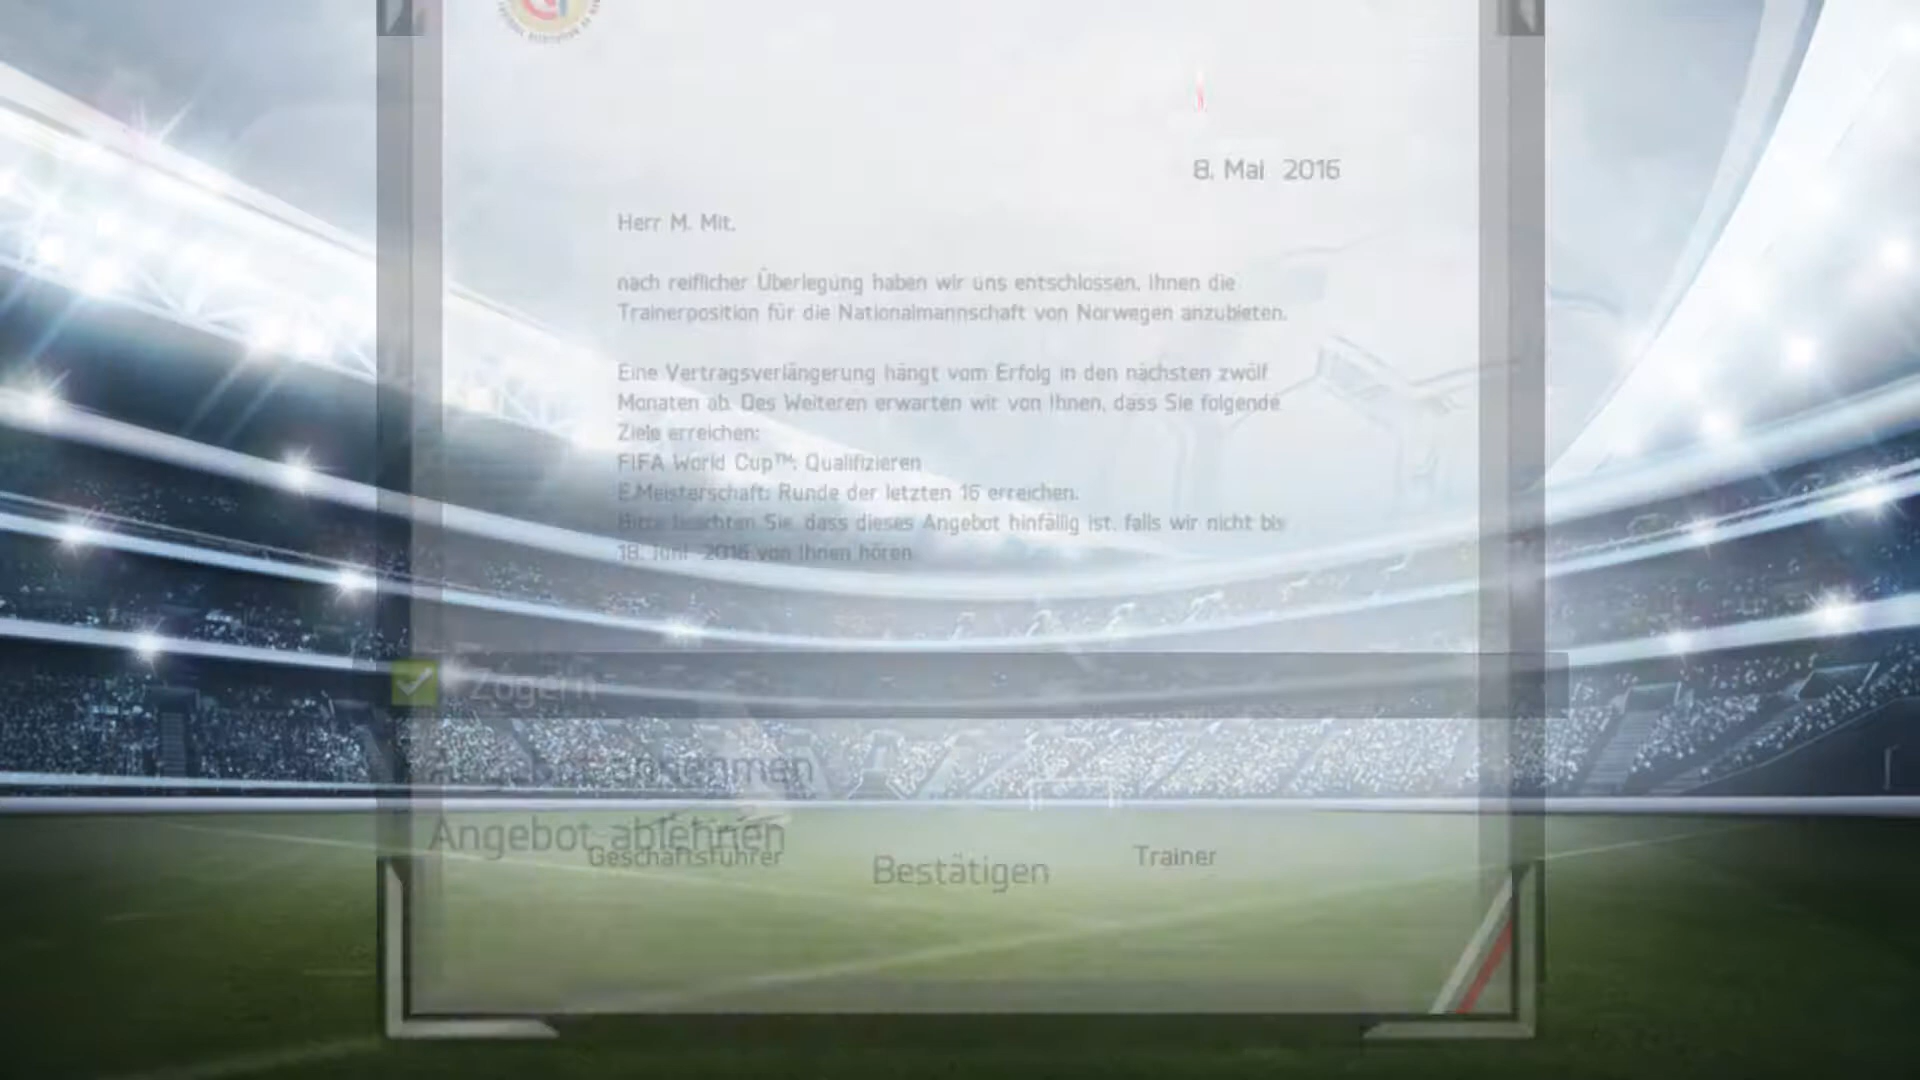 8. Mai 2016
Herr M. Mit.
nach reiflicher Überlegung haben wir uns entschlossen, Ihnen die
Trainerposition für die Nationalmannschaft von Norwegen anzubieten.
Eine Vertragsverlängerung hängt vom Erfolg in den nächsten zwölf
Monaten ab. Des Weiteren erwarten wir von Ihnen, dass Sie folgende
Ziele erreichen:
FIFA World Cup™: Qualifizieren
E.Meisterschaft: Runde der letzten 16 erreichen.
Bitte beachten Sie, dass dieses Angebot hinfällig ist, falls wir nicht bis
18. Juni 2016 von Ihnen hören.
Zögern
Angebot annehmen
Angebot ablehnen
Geschäftsführer
Trainer
Bestätigen